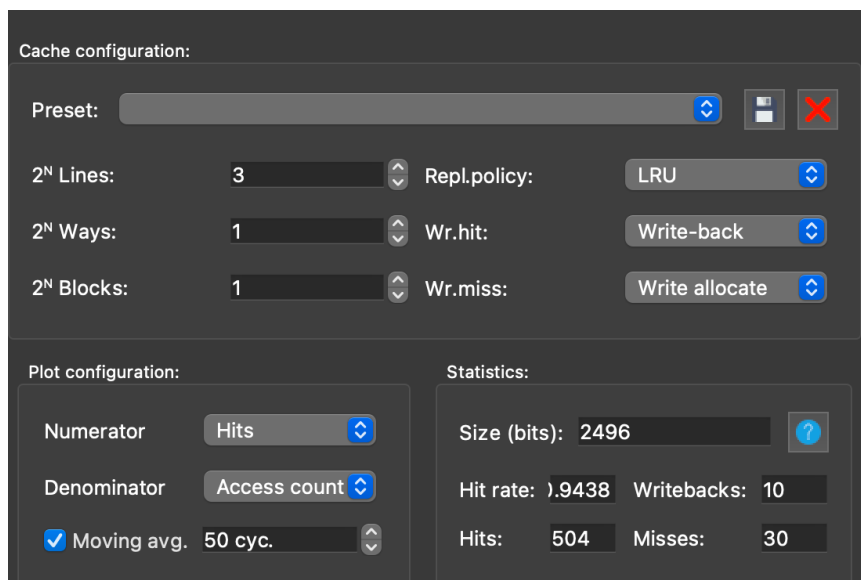 Cache configuration:
Preset:
2ᴺ Lines: 3 Repl.policy: LRU
2ᴺ Ways: 1 Wr.hit: Write-back
2ᴺ Blocks: 1 Wr.miss: Write allocate
Plot configuration:
Numerator Hits
Denominator Access count
Moving avg. 50 cyc.
Statistics:
Size (bits): 2496
Hit rate: .9438 Writebacks: 10
Hits: 504 Misses: 30